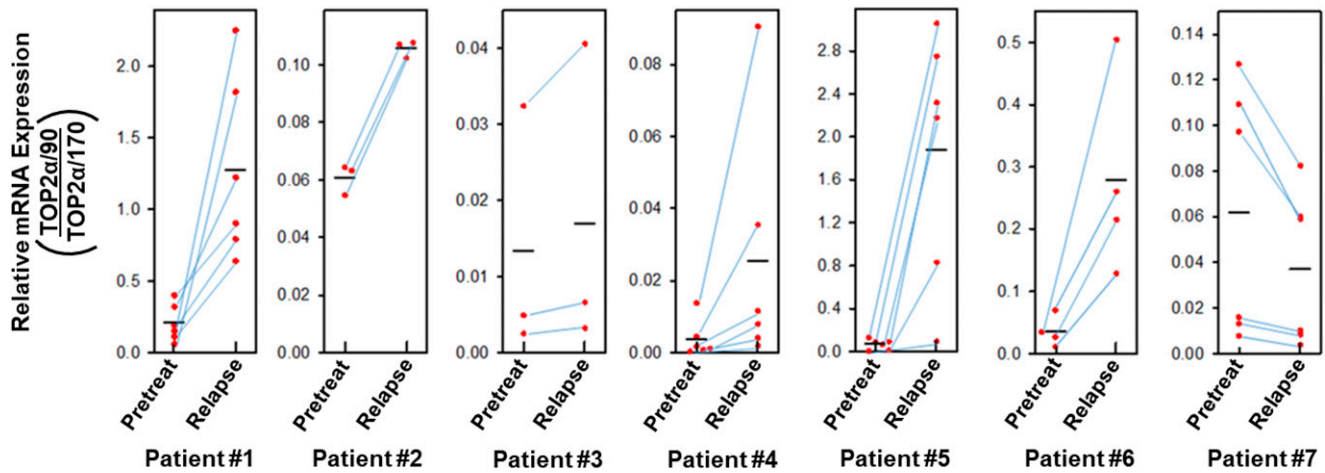 Relative mRNA Expression
(TOP2α/90
TOP2α/170)
2.0
1.5
1.0
0.5
0.0
Pretreat
Relapse
Patient #1
0.10
0.08
0.06
0.04
0.02
0.00
Pretreat
Relapse
Patient #2
0.04
0.03
0.02
0.01
0.00
Pretreat
Relapse
Patient #3
0.08
0.06
0.04
0.02
0.00
Pretreat
Relapse
Patient #4
2.8
2.4
2.0
1.6
1.2
0.8
0.4
0.0
Pretreat
Relapse
Patient #5
0.5
0.4
0.3
0.2
0.1
0.0
Pretreat
Relapse
Patient #6
0.14
0.12
0.10
0.08
0.06
0.04
0.02
0.00
Pretreat
Relapse
Patient #7